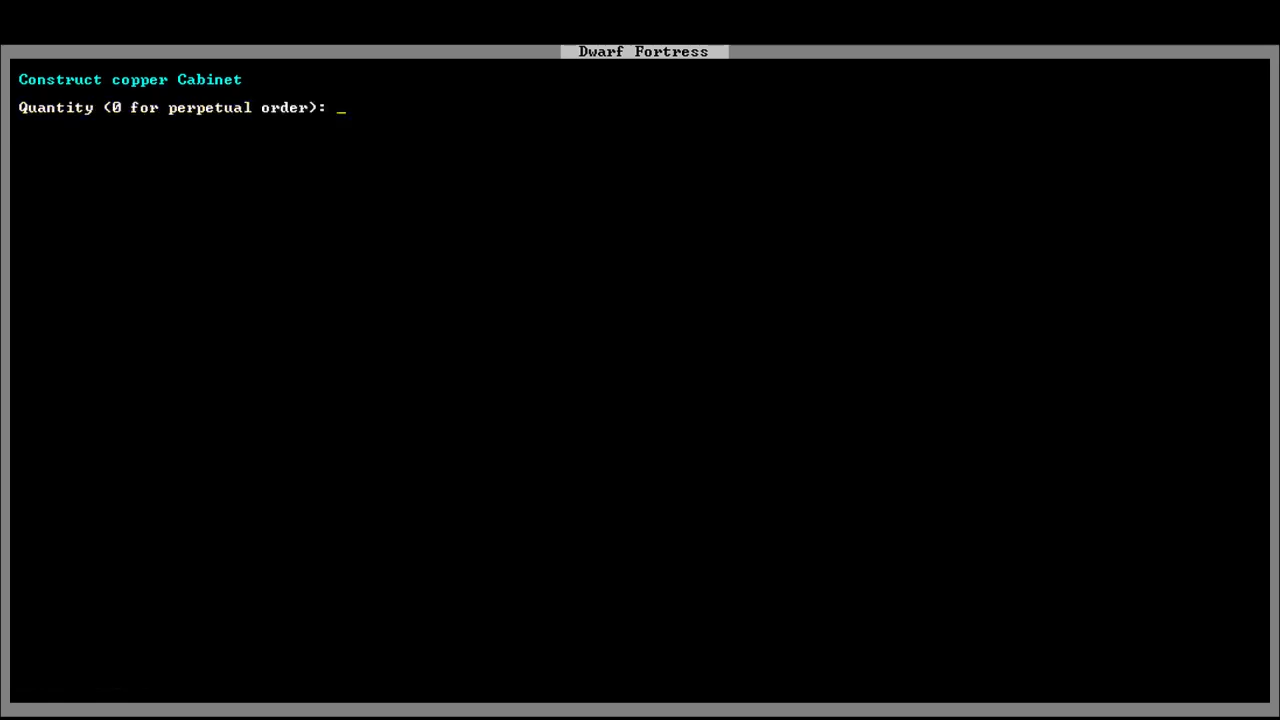 Dwarf Fortress
Construct copper Cabinet
Quantity (0 for perpetual order): _